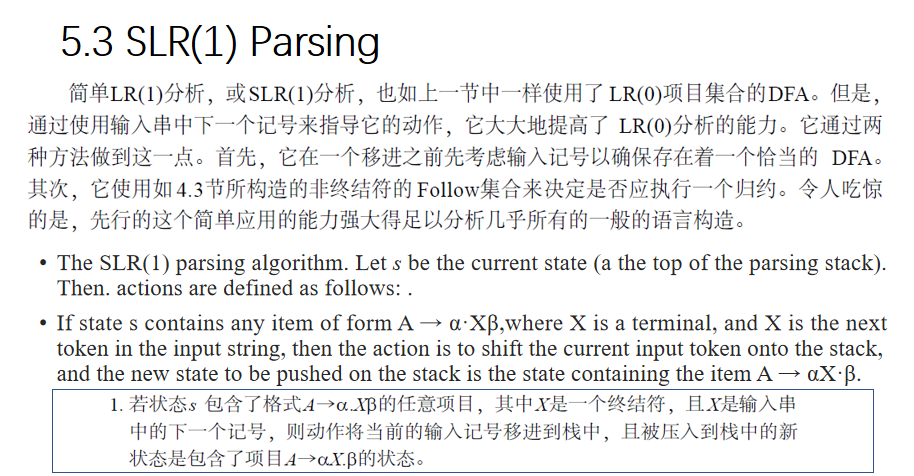 5.3 SLR(1) Parsing
简单LR(1)分析，或SLR(1)分析，也如上一节中一样使用了 LR(0)项目集合的DFA。但是，
通过使用输入串中下一个记号来指导它的动作，它大大地提高了 LR(0)分析的能力。它通过两
种方法做到这一点。首先，它在一个移进之前先考虑输入记号以确保存在着一个恰当的 DFA。
其次，它使用如 4.3节所构造的非终结符的 Follow集合来决定是否应执行一个归约。令人吃惊
的是，先行的这个简单应用的能力强大得足以分析几乎所有的一般的语言构造。
• The SLR(1) parsing algorithm. Let s be the current state (a the top of the parsing stack).
Then. actions are defined as follows: .
• If state s contains any item of form A → α·Xβ,where X is a terminal, and X is the next
token in the input string, then the action is to shift the current input token onto the stack,
and the new state to be pushed on the stack is the state containing the item A → αX·β.
1. 若状态s 包含了格式A→α.Xβ的任意项目，其中X是一个终结符，且X是输入串
中的下一个记号，则动作将当前的输入记号移进到栈中，且被压入到栈中的新
状态是包含了项目A→αX.β的状态。